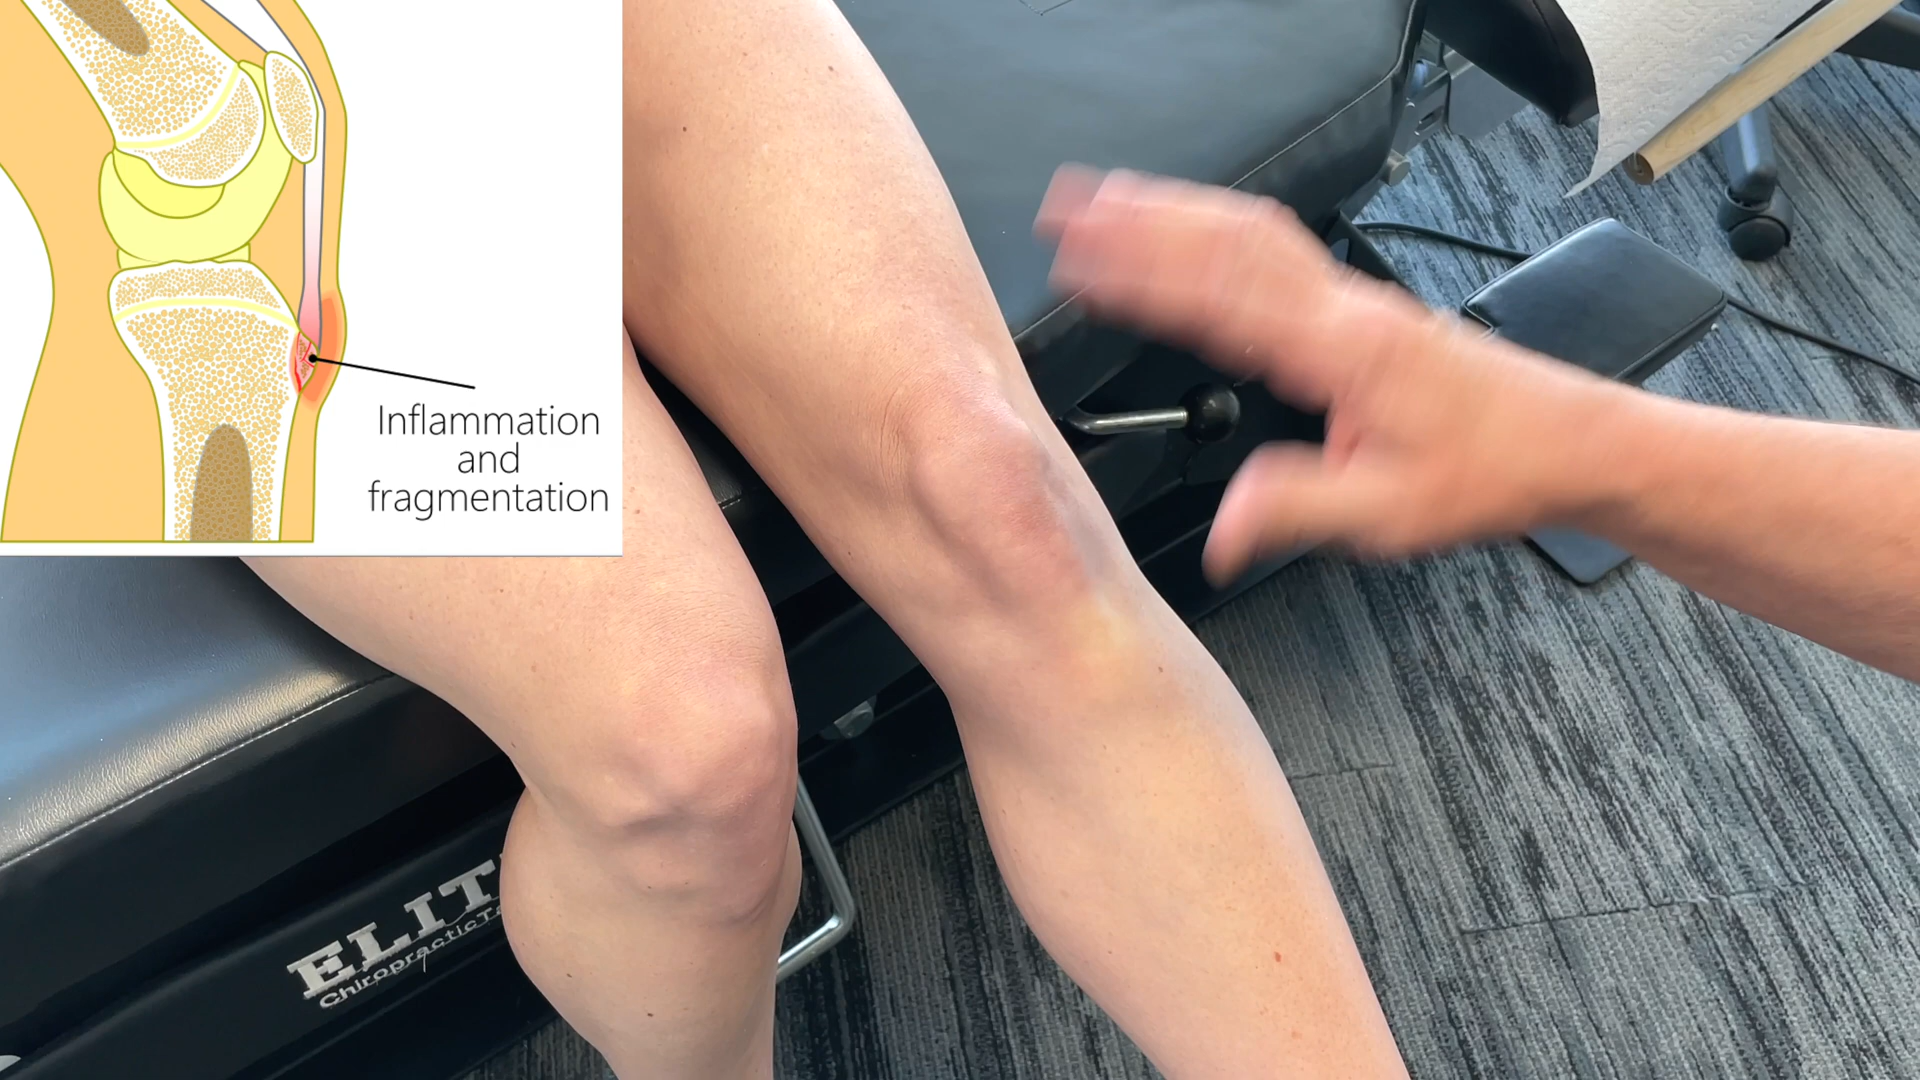 Inflammation
and
fragmentation
ELIT
Chiropractic